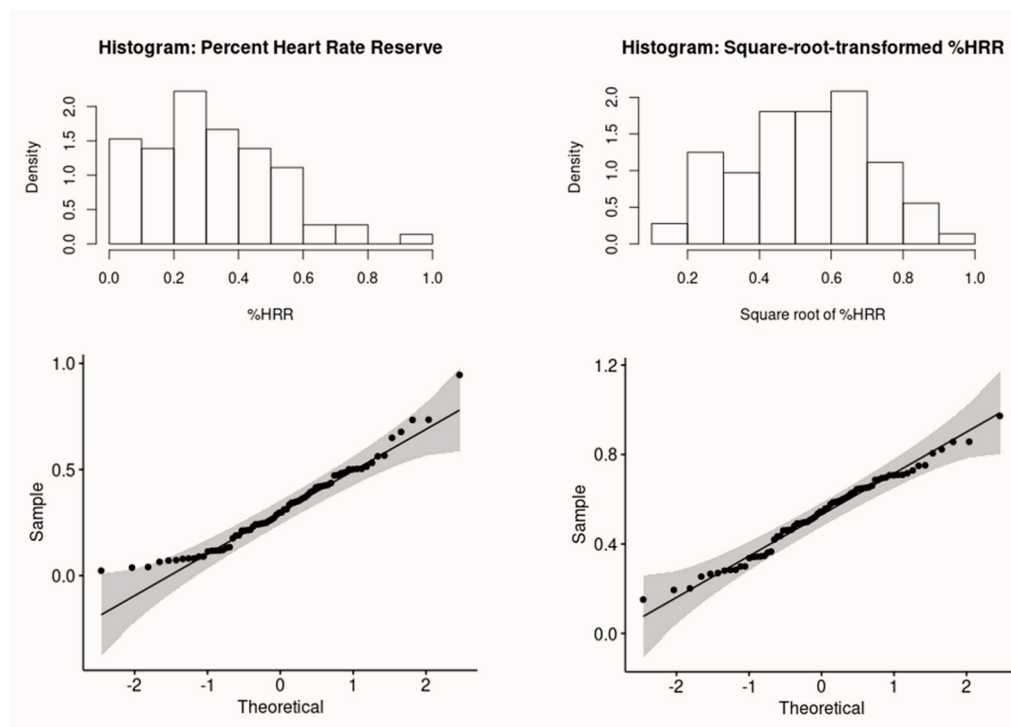 Histogram: Percent Heart Rate Reserve
Density
0.0 0.5 1.0 1.5 2.0
0.0 0.2 0.4 0.6 0.8 1.0
%HRR
Histogram: Square-root-transformed %HRR
Density
0.0 0.5 1.0 1.5 2.0
0.2 0.4 0.6 0.8 1.0
Square root of %HRR
Sample
1.0
0.5
0.0
-2 -1 0 1 2
Theoretical
Sample
1.2
0.8
0.4
0.0
-2 -1 0 1 2
Theoretical